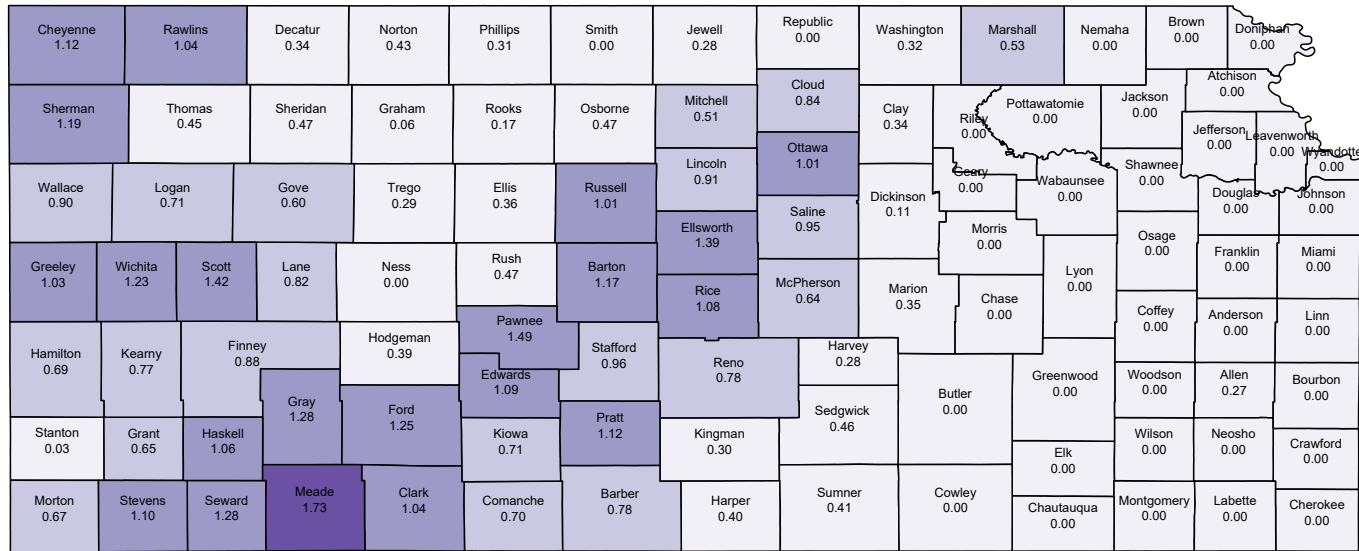 Cheyenne
1.12
Rawlins
1.04
Decatur
0.34
Norton
0.43
Phillips
0.31
Smith
0.00
Jewell
0.28
Republic
0.00
Washington
0.32
Marshall
0.53
Nemaha
0.00
Brown
0.00
Doniphan
0.00
Atchison
0.00
Sherman
1.19
Thomas
0.45
Sheridan
0.47
Graham
0.06
Rooks
0.17
Osborne
0.47
Mitchell
0.51
Cloud
0.84
Clay
0.34
Riley
0.00
Pottawatomie
0.00
Jackson
0.00
Jefferson
0.00
Leavenworth
0.00
Wyandotte
0.00
Wallace
0.90
Logan
0.71
Gove
0.60
Trego
0.29
Ellis
0.36
Russell
1.01
Lincoln
0.91
Ottawa
1.01
Saline
0.95
Dickinson
0.11
Geary
0.00
Wabaunsee
0.00
Shawnee
0.00
Douglas
0.00
Johnson
0.00
Greeley
1.03
Wichita
1.23
Scott
1.42
Lane
0.82
Ness
0.00
Rush
0.47
Barton
1.17
Ellsworth
1.39
Rice
1.08
McPherson
0.64
Marion
0.35
Morris
0.00
Chase
0.00
Lyon
0.00
Osage
0.00
Franklin
0.00
Miami
0.00
Hamilton
0.69
Kearny
0.77
Finney
0.88
Hodgeman
0.39
Pawnee
1.49
Stafford
0.96
Edwards
1.09
Reno
0.78
Harvey
0.28
Coffey
0.00
Anderson
0.00
Linn
0.00
Gray
1.28
Ford
1.25
Pratt
1.12
Sedgwick
0.46
Butler
0.00
Greenwood
0.00
Woodson
0.00
Allen
0.27
Bourbon
0.00
Stanton
0.03
Grant
0.65
Haskell
1.06
Kiowa
0.71
Kingman
0.30
Elk
0.00
Wilson
0.00
Neosho
0.00
Crawford
0.00
Morton
0.67
Stevens
1.10
Seward
1.28
Meade
1.73
Clark
1.04
Comanche
0.70
Barber
0.78
Harper
0.40
Sumner
0.41
Cowley
0.00
Chautauqua
0.00
Montgomery
0.00
Labette
0.00
Cherokee
0.00